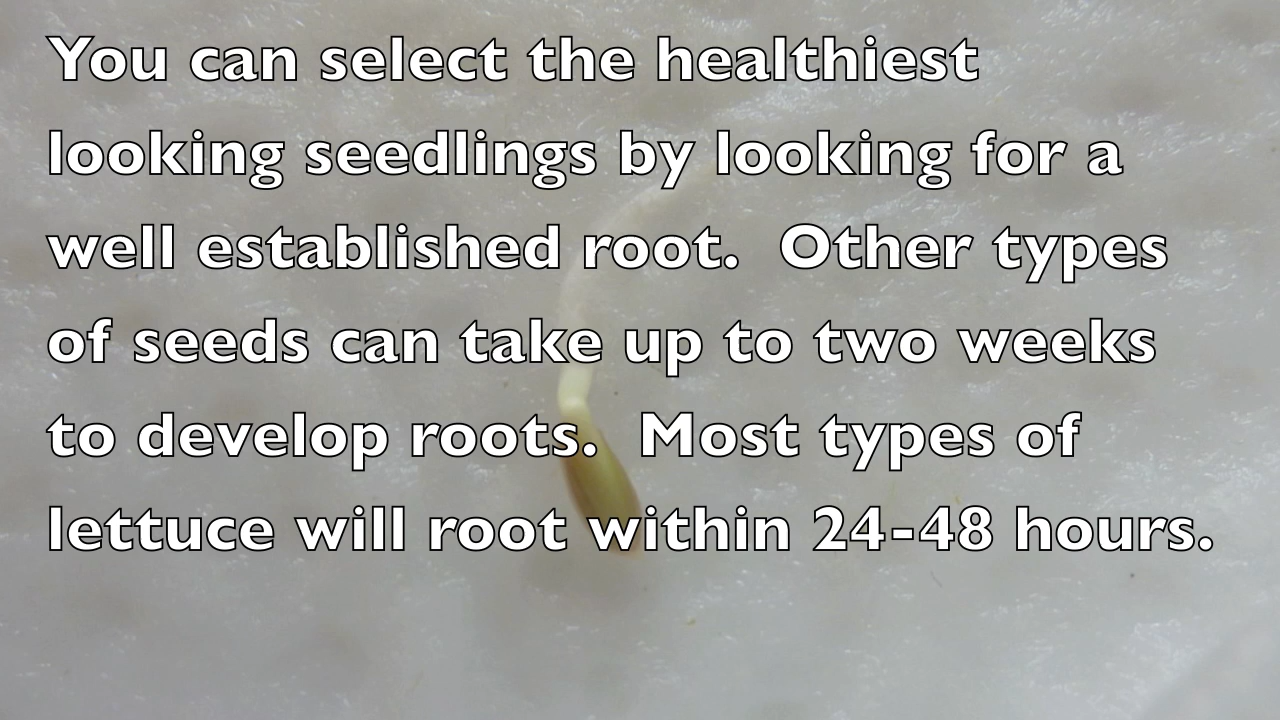 You can select the healthiest
looking seedlings by looking for a
well established root.  Other types
of seeds can take up to two weeks
to develop roots.  Most types of
lettuce will root within 24-48 hours.